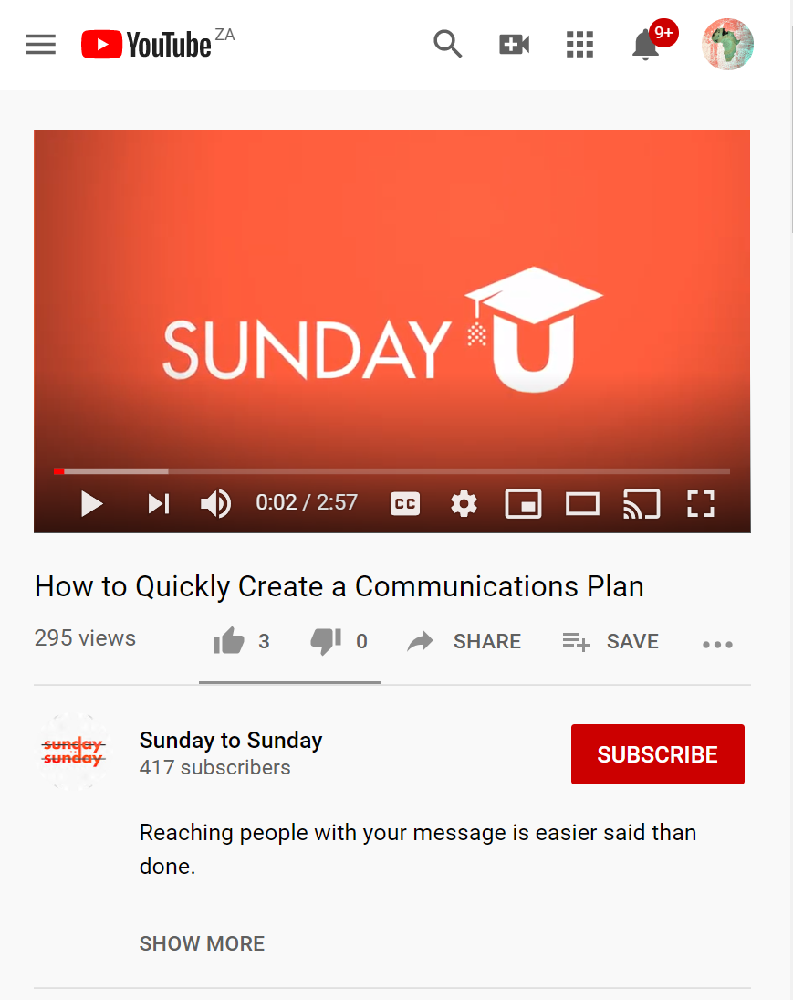 YouTube ZA
9+
SUNDAY U
0:02 / 2:57
CC
How to Quickly Create a Communications Plan
295 views
3
0
SHARE
SAVE
sunday
to
sunday
Sunday to Sunday
417 subscribers
SUBSCRIBE
Reaching people with your message is easier said than
done.
SHOW MORE